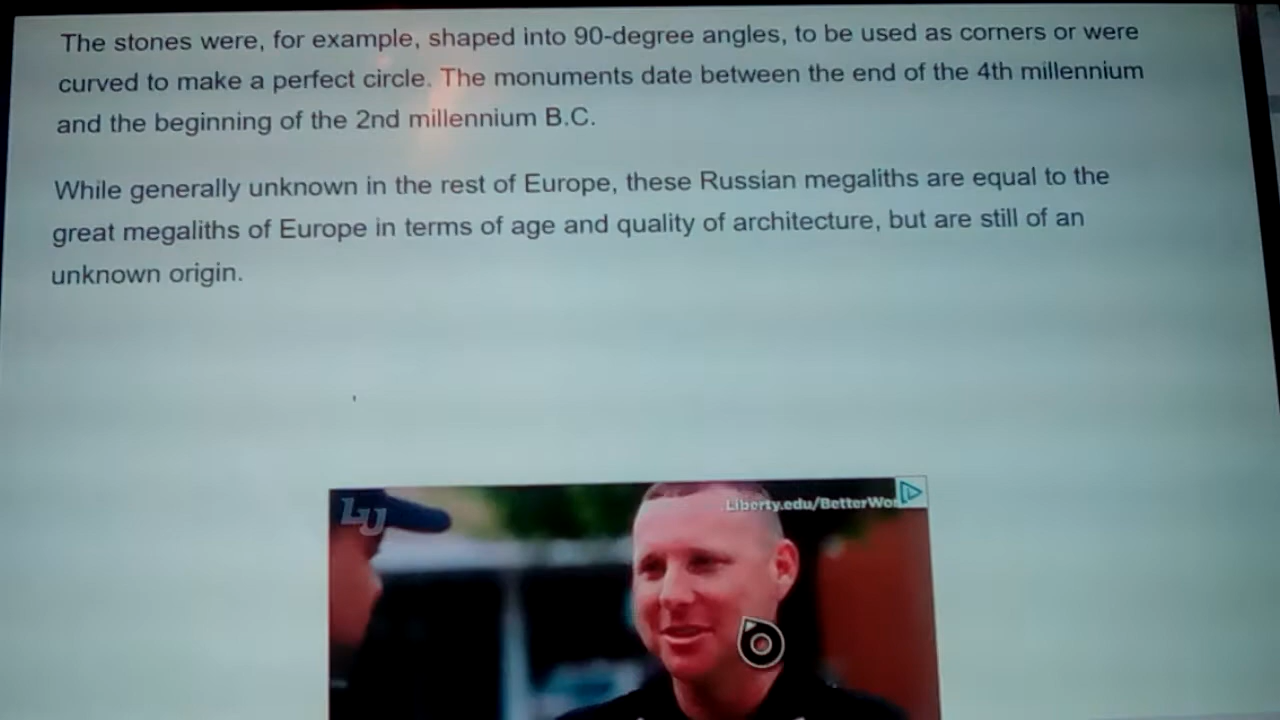 The stones were, for example, shaped into 90-degree angles, to be used as corners or were
curved to make a perfect circle. The monuments date between the end of the 4th millennium
and the beginning of the 2nd millennium B.C.
While generally unknown in the rest of Europe, these Russian megaliths are equal to the
great megaliths of Europe in terms of age and quality of architecture, but are still of an
unknown origin.
LU
Liberty.edu/BetterWor